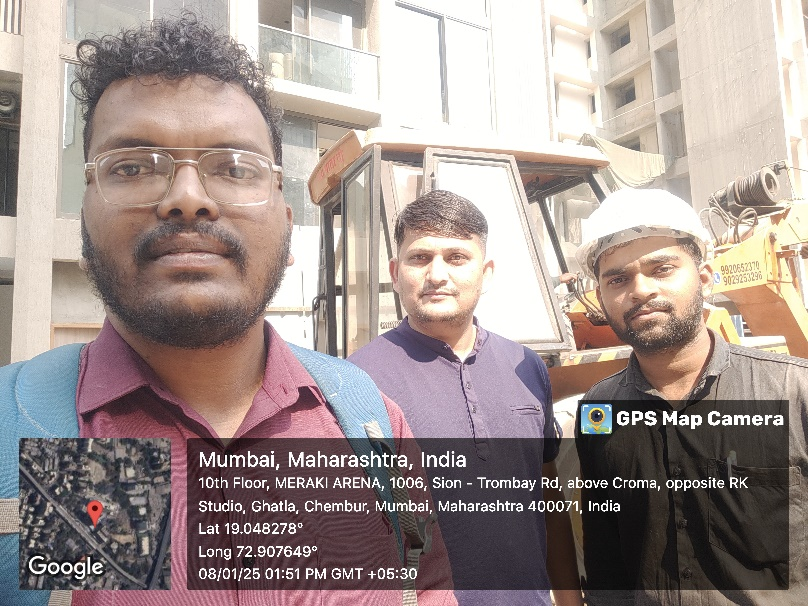 9920652370
9029253296
GPS Map Camera
Mumbai, Maharashtra, India
10th Floor, MERAKI ARENA, 1006, Sion - Trombay Rd, above Croma, opposite RK
Studio, Ghatla, Chembur, Mumbai, Maharashtra 400071, India
Lat 19.048278°
Long 72.907649°
08/01/25 01:51 PM GMT +05:30
Google